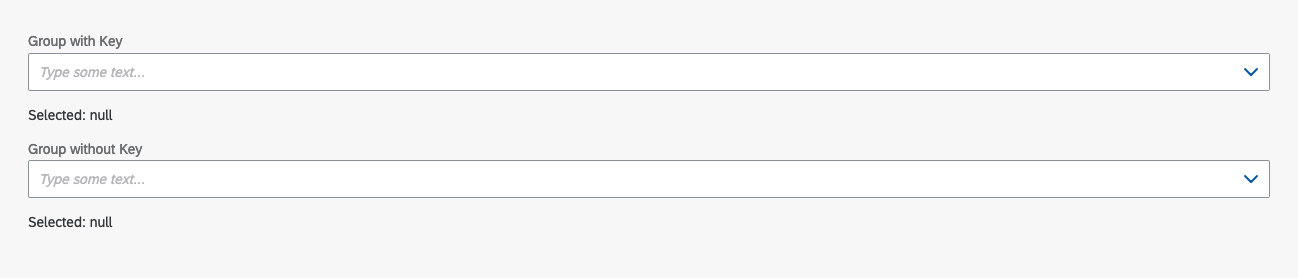 Group with Key
Type some text...
Selected: null
Group without Key
Type some text...
Selected: null